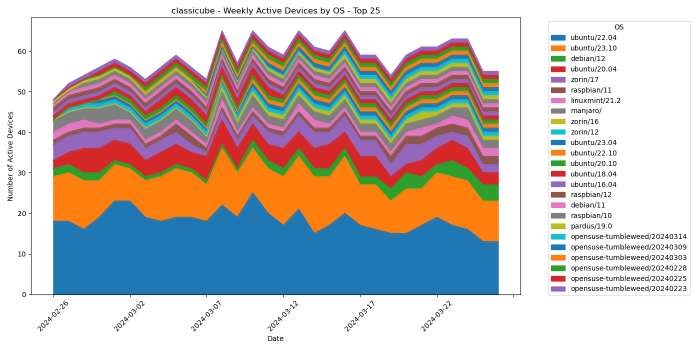 classicube - Weekly Active Devices by OS - Top 25
Number of Active Devices
60
50
40
30
20
10
0
2024-02-26
2024-03-02
2024-03-07
2024-03-12
2024-03-17
2024-03-22
Date
OS
ubuntu/22.04
ubuntu/23.10
debian/12
ubuntu/20.04
zorin/17
raspbian/11
linuxmint/21.2
manjaro/
zorin/16
zorin/12
ubuntu/23.04
ubuntu/22.10
ubuntu/20.10
ubuntu/18.04
ubuntu/16.04
raspbian/12
debian/11
raspbian/10
pardus/19.0
opensuse-tumbleweed/20240314
opensuse-tumbleweed/20240309
opensuse-tumbleweed/20240303
opensuse-tumbleweed/20240228
opensuse-tumbleweed/20240225
opensuse-tumbleweed/20240223